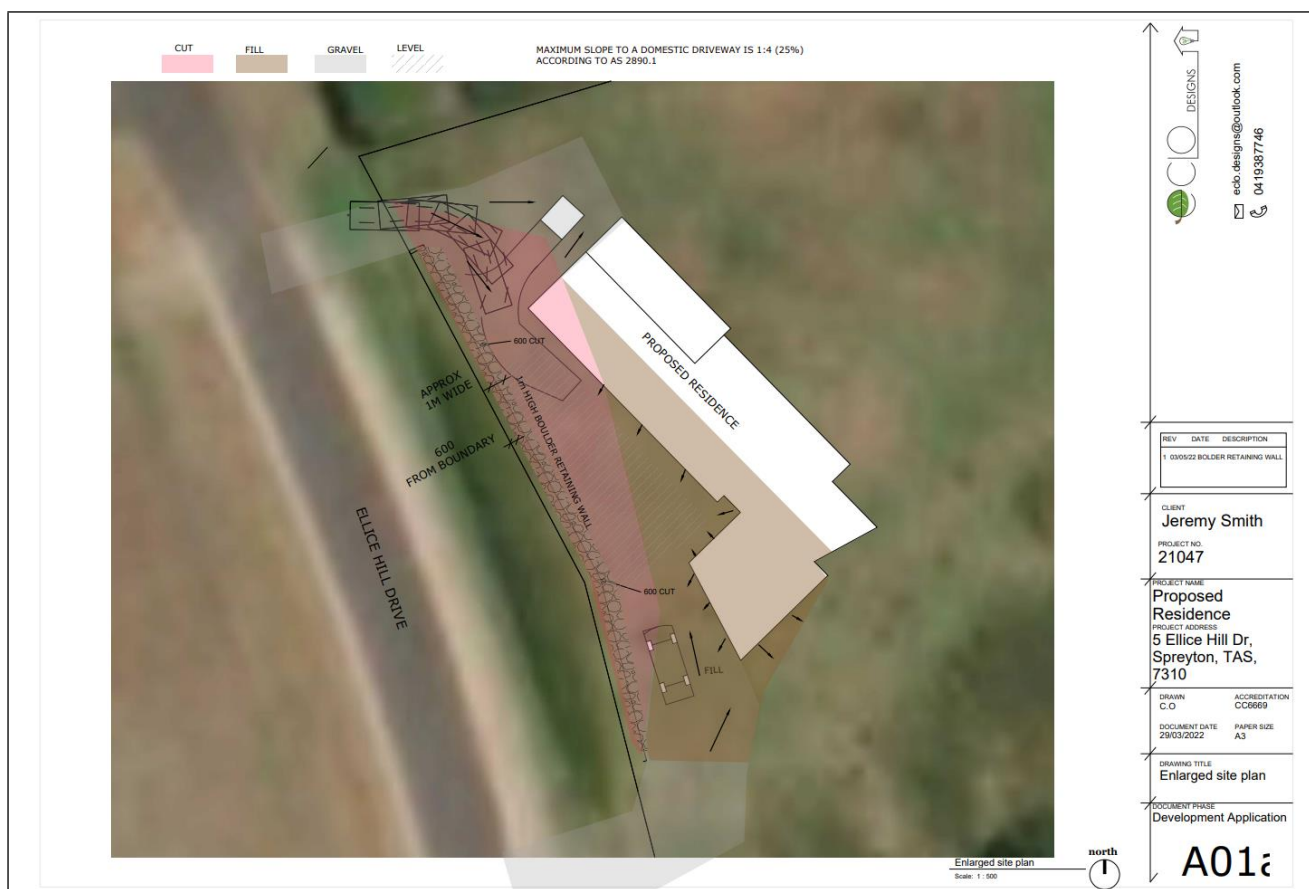 CUT
FILL
GRAVEL
LEVEL
MAXIMUM SLOPE TO A DOMESTIC DRIVEWAY IS 1:4 (25%)
ACCORDING TO AS 2890.1
600 CUT
APPROX
1M WIDE
600
FROM BOUNDARY
1m HIGH BOULDER RETAINING WALL
ELLICE HILL DRIVE
PROPOSED RESIDENCE
600 CUT
FILL
Enlarged site plan
Scale: 1 : 500
north
DESIGNS
eclo.designs@outlook.com
0419387746
REV DATE DESCRIPTION
1 03/05/22 BOLDER RETAINING WALL
CLIENT
Jeremy Smith
PROJECT NO.
21047
PROJECT NAME
Proposed
Residence
PROJECT ADDRESS
5 Ellice Hill Dr,
Spreyton, TAS,
7310
DRAWN ACCREDITATION
C.O CC6669
DOCUMENT DATE PAPER SIZE
29/03/2022 A3
DRAWING TITLE
Enlarged site plan
DOCUMENT PHASE
Development Application
A01a